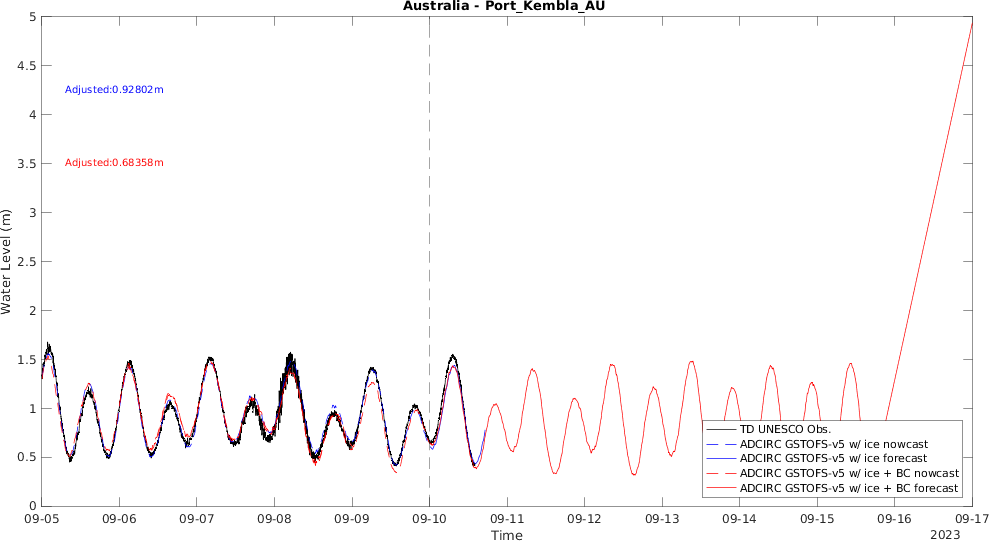 Australia - Port_Kembla_AU
Water Level (m)
5
4.5
4
3.5
3
2.5
2
1.5
1
0.5
0
Adjusted:0.92802m
Adjusted:0.68358m
TD UNESCO Obs.
ADCIRC GSTOFS-v5 w/ ice nowcast
ADCIRC GSTOFS-v5 w/ ice forecast
ADCIRC GSTOFS-v5 w/ ice + BC nowcast
ADCIRC GSTOFS-v5 w/ ice + BC forecast
09-05 09-06 09-07 09-08 09-09 09-10 09-11 09-12 09-13 09-14 09-15 09-16 09-17
Time
2023